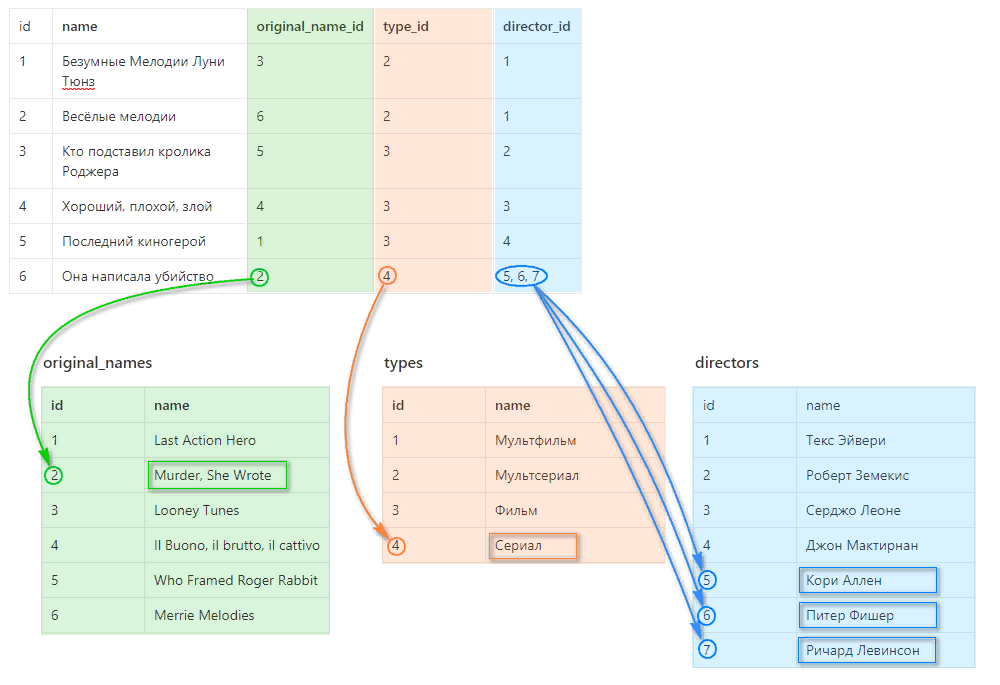 id name original_name_id type_id director_id
1 Безумные Мелодии Луни 3 2 1
Тюнз
2 Весёлые мелодии 6 2 1
3 Кто подставил кролика 5 3 2
Роджера
4 Хороший, плохой, злой 4 3 3
5 Последний киногерой 1 3 4
6 Она написала убийство 2 4 5, 6, 7
original_names
id name
1 Last Action Hero
2 Murder, She Wrote
3 Looney Tunes
4 Il Buono, il brutto, il cattivo
5 Who Framed Roger Rabbit
6 Merrie Melodies
types
id name
1 Мультфильм
2 Мультсериал
3 Фильм
4 Сериал
directors
id name
1 Текс Эйвери
2 Роберт Земекис
3 Серджо Леоне
4 Джон Мактирнан
5 Кори Аллен
6 Питер Фишер
7 Ричард Левинсон